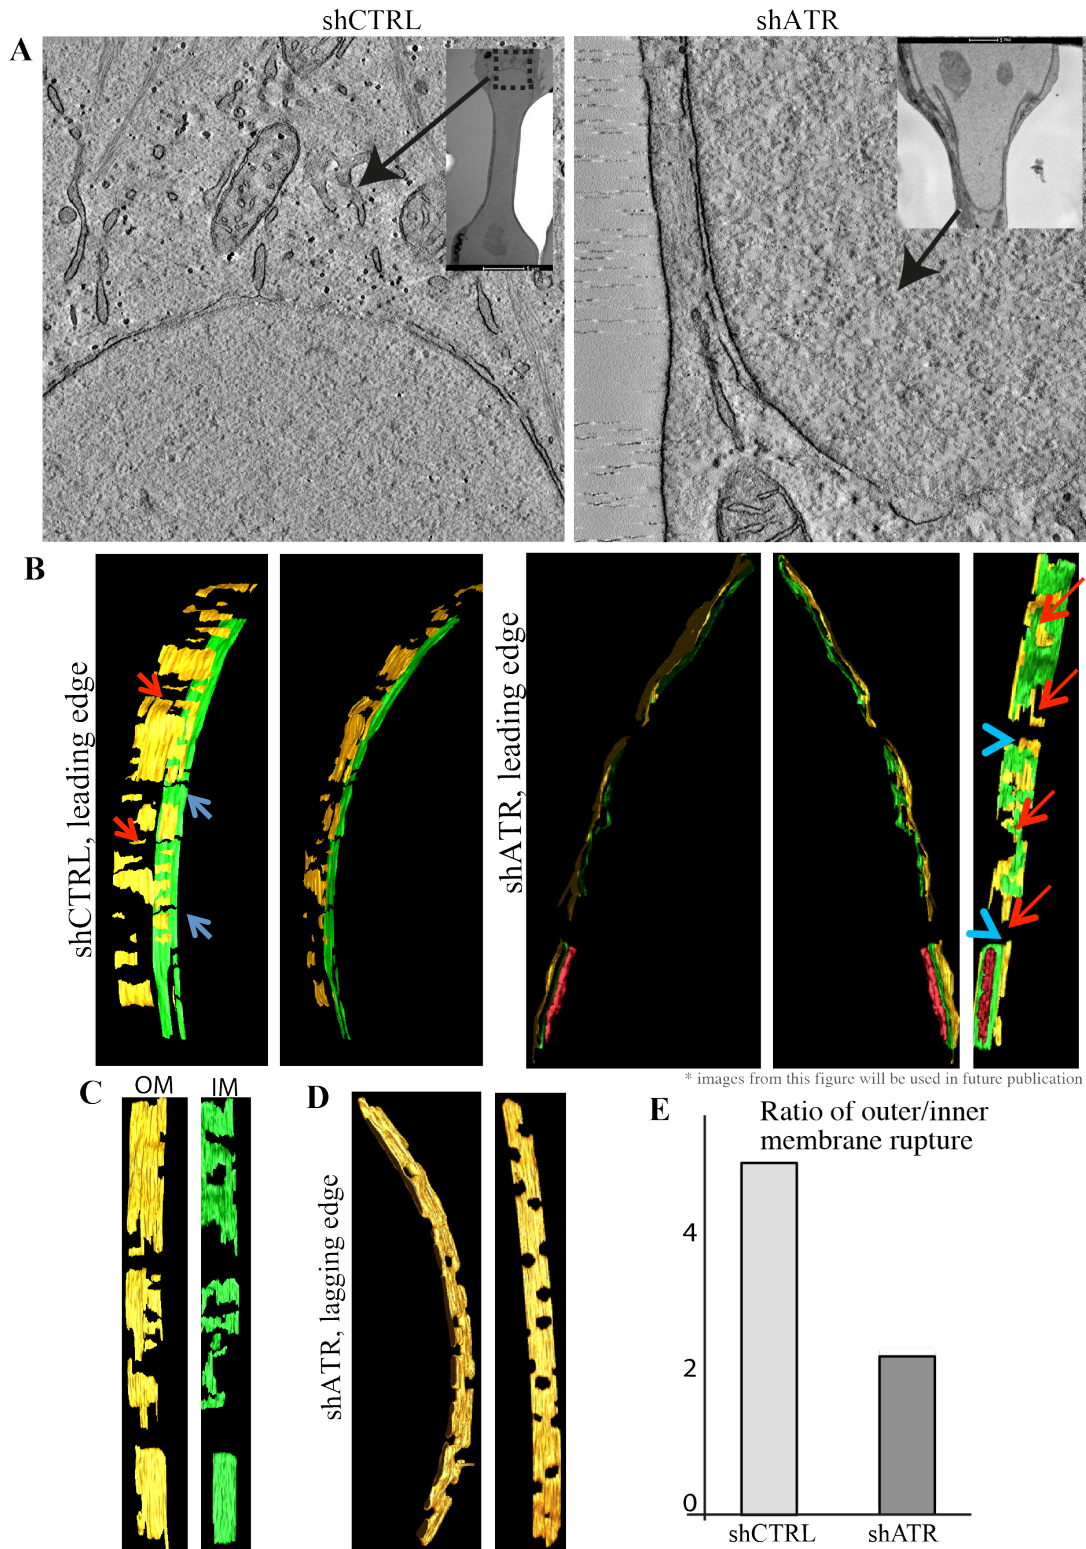 shCTRL
shATR
A
B
shCTRL, leading edge
shATR, leading edge
* images from this figure will be used in future publication
C
OM
IM
D
shATR, lagging edge
E
Ratio of outer/inner
membrane rupture
4
2
0
shCTRL
shATR